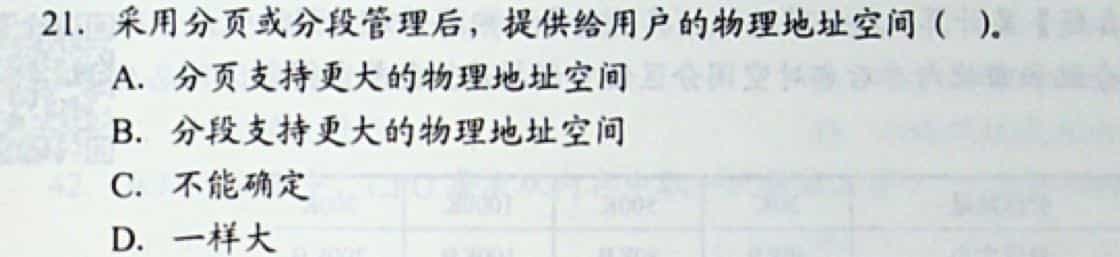 21. 采用分页或分段管理后，提供给用户的物理地址空间（ ）。
A. 分页支持更大的物理地址空间
B. 分段支持更大的物理地址空间
C. 不能确定
D. 一样大